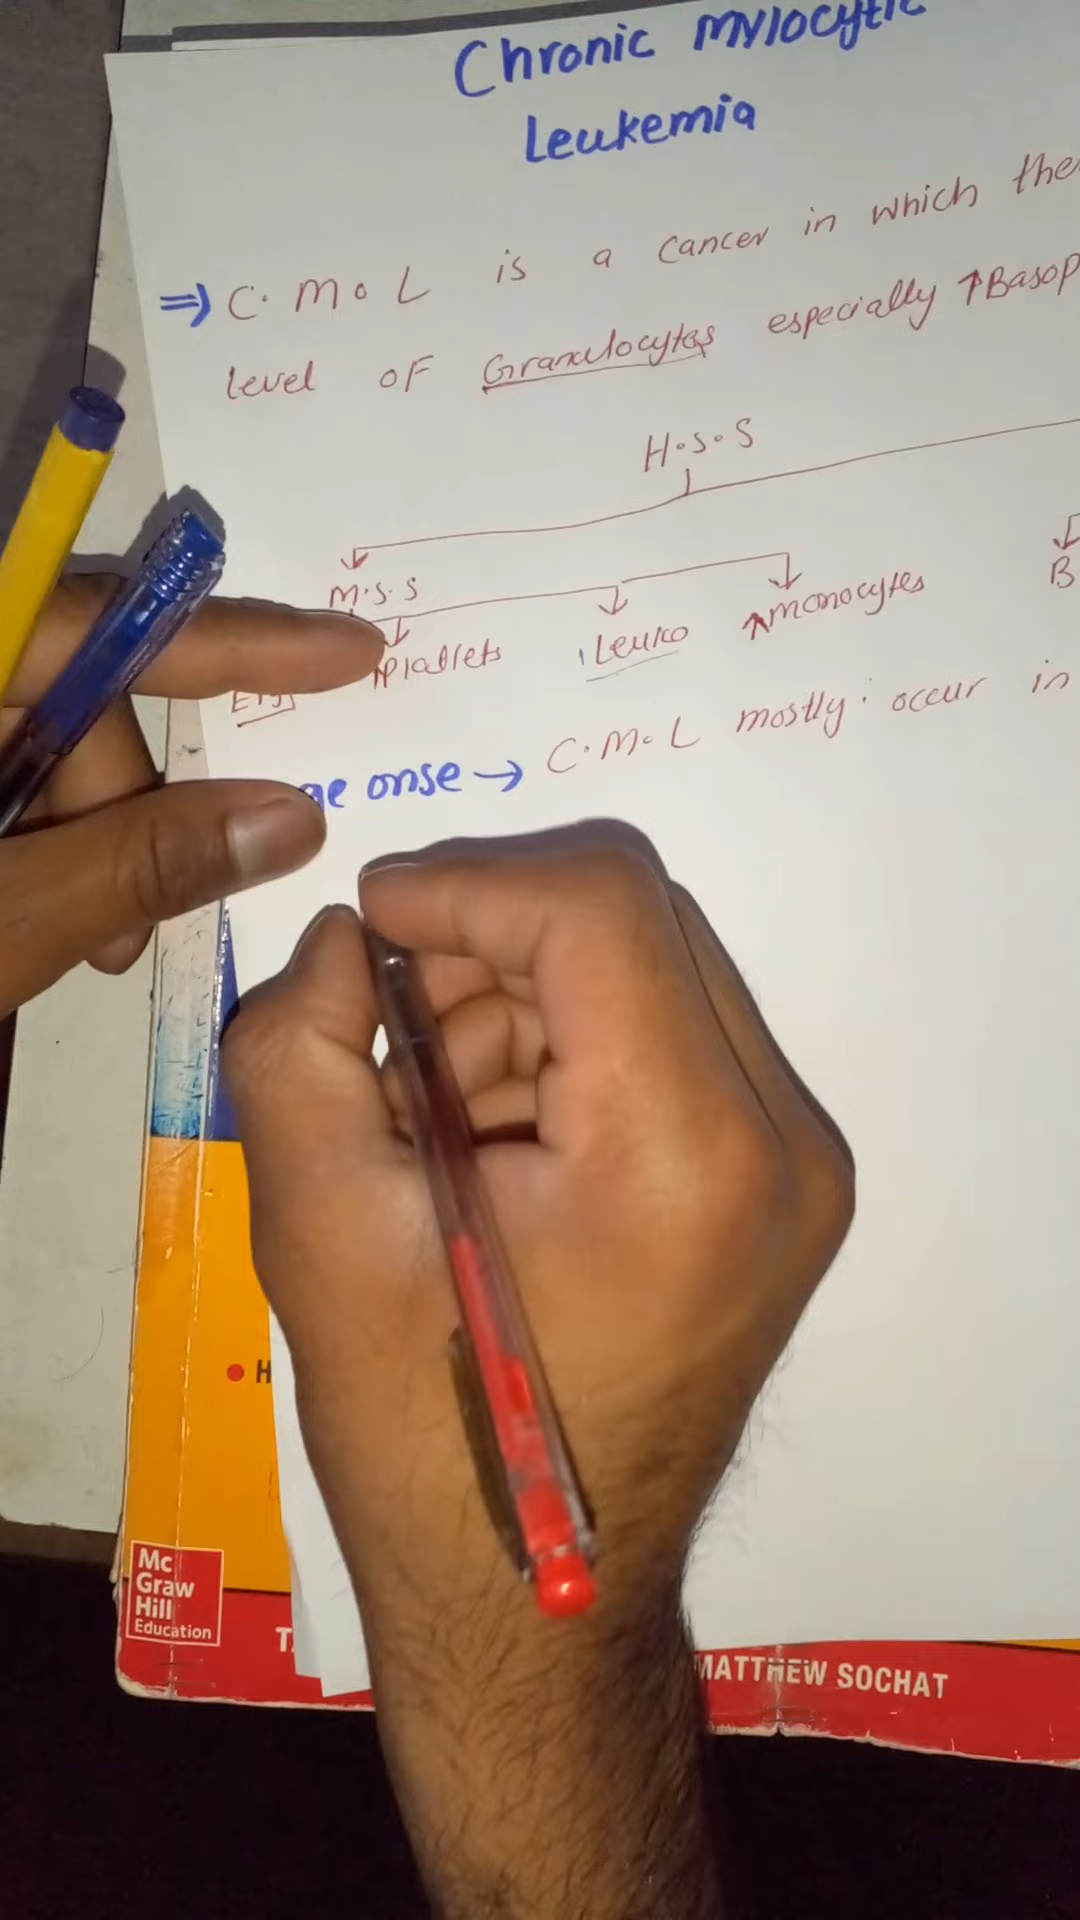 Chronic mylocytic
Leukemia
⇒ C.M.L is a cancer in which the
level of Granulocytes especially ↑Basop
H.S.S
M.S.S
↑Platlets Leuko ↑Monocytes B
ge onse → C.M.L mostly occur in
H
Mc
Graw
Hill
Education
MATTHEW SOCHAT